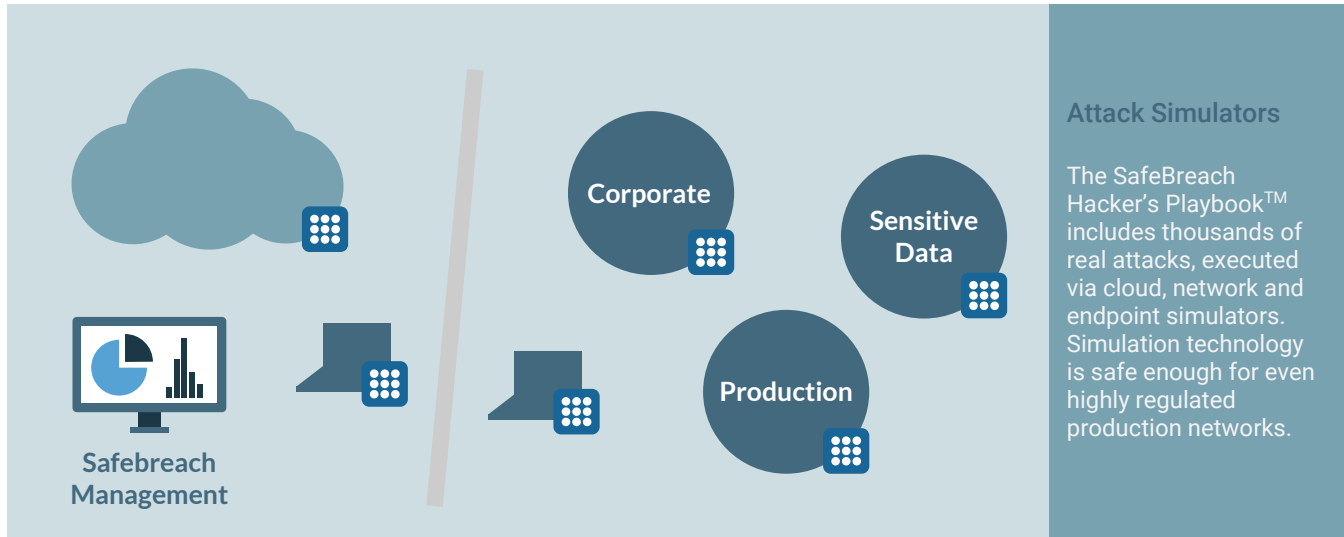 Corporate
Sensitive
Data
Production
Safebreach
Management
Attack Simulators
The SafeBreach
Hacker's Playbook™
includes thousands of
real attacks, executed
via cloud, network and
endpoint simulators.
Simulation technology
is safe enough for even
highly regulated
production networks.